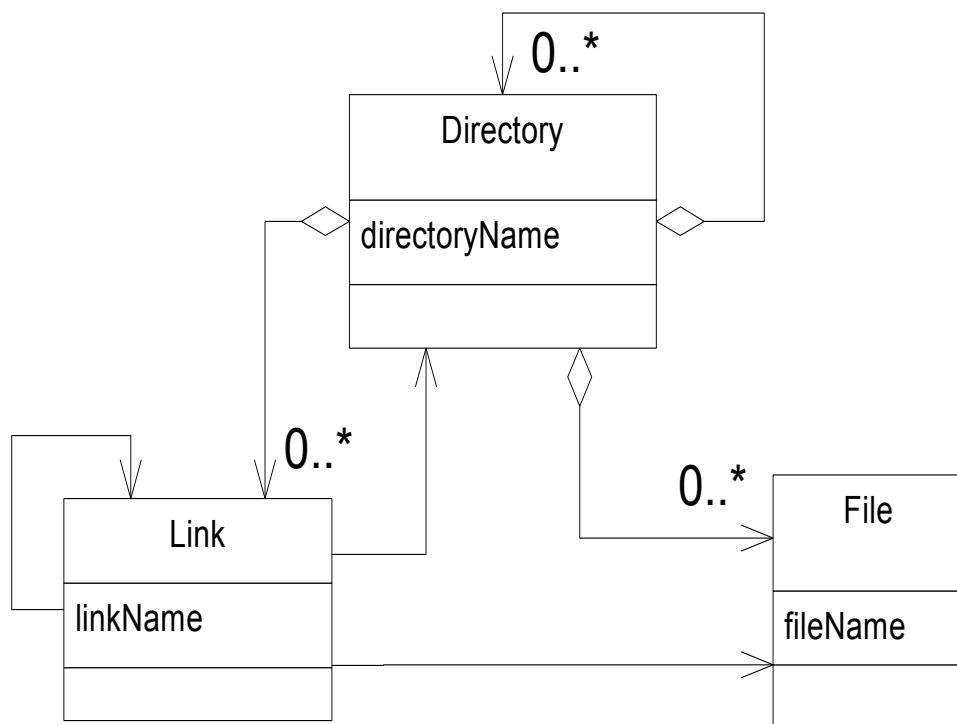 0..*
Directory
directoryName
0..*
0..*
Link
linkName
File
fileName